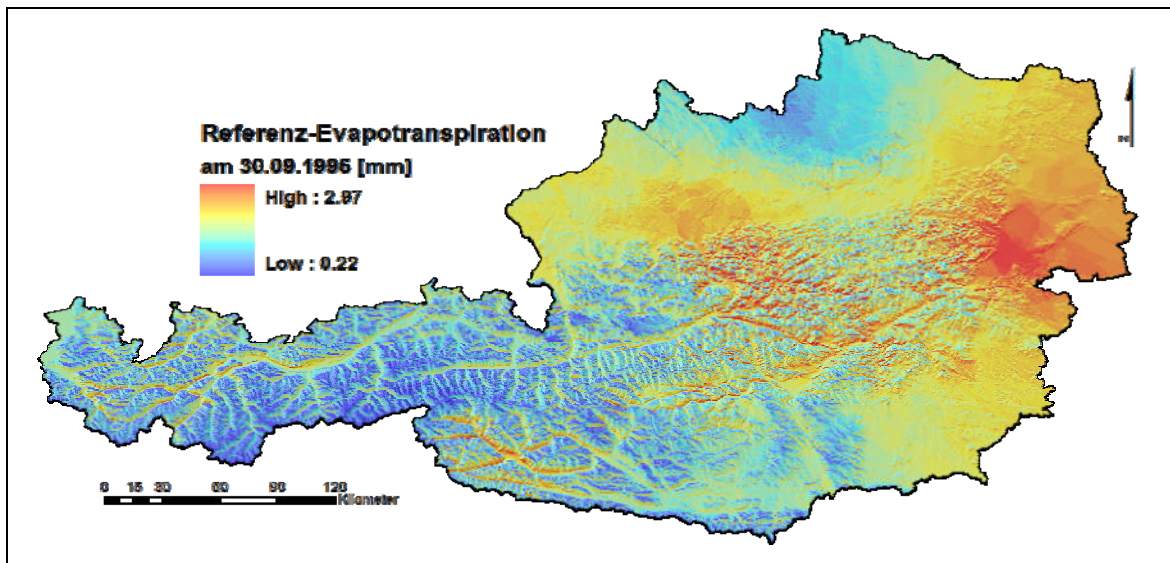 Referenz-Evapotranspiration
am 30.09.1996 [mm]
High : 2.97
Low : 0.22
0 15 30 60 90 120
Kilometer